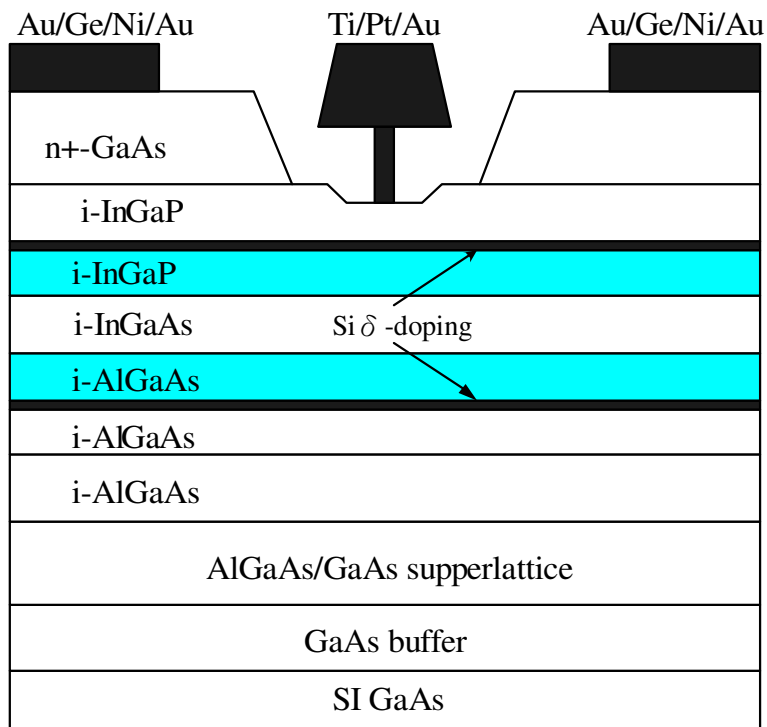 Au/Ge/Ni/Au Ti/Pt/Au Au/Ge/Ni/Au
n+-GaAs
i-InGaP
i-InGaP
i-InGaAs
Si δ -doping
i-AlGaAs
i-AlGaAs
i-AlGaAs
AlGaAs/GaAs supperlattice
GaAs buffer
SI GaAs